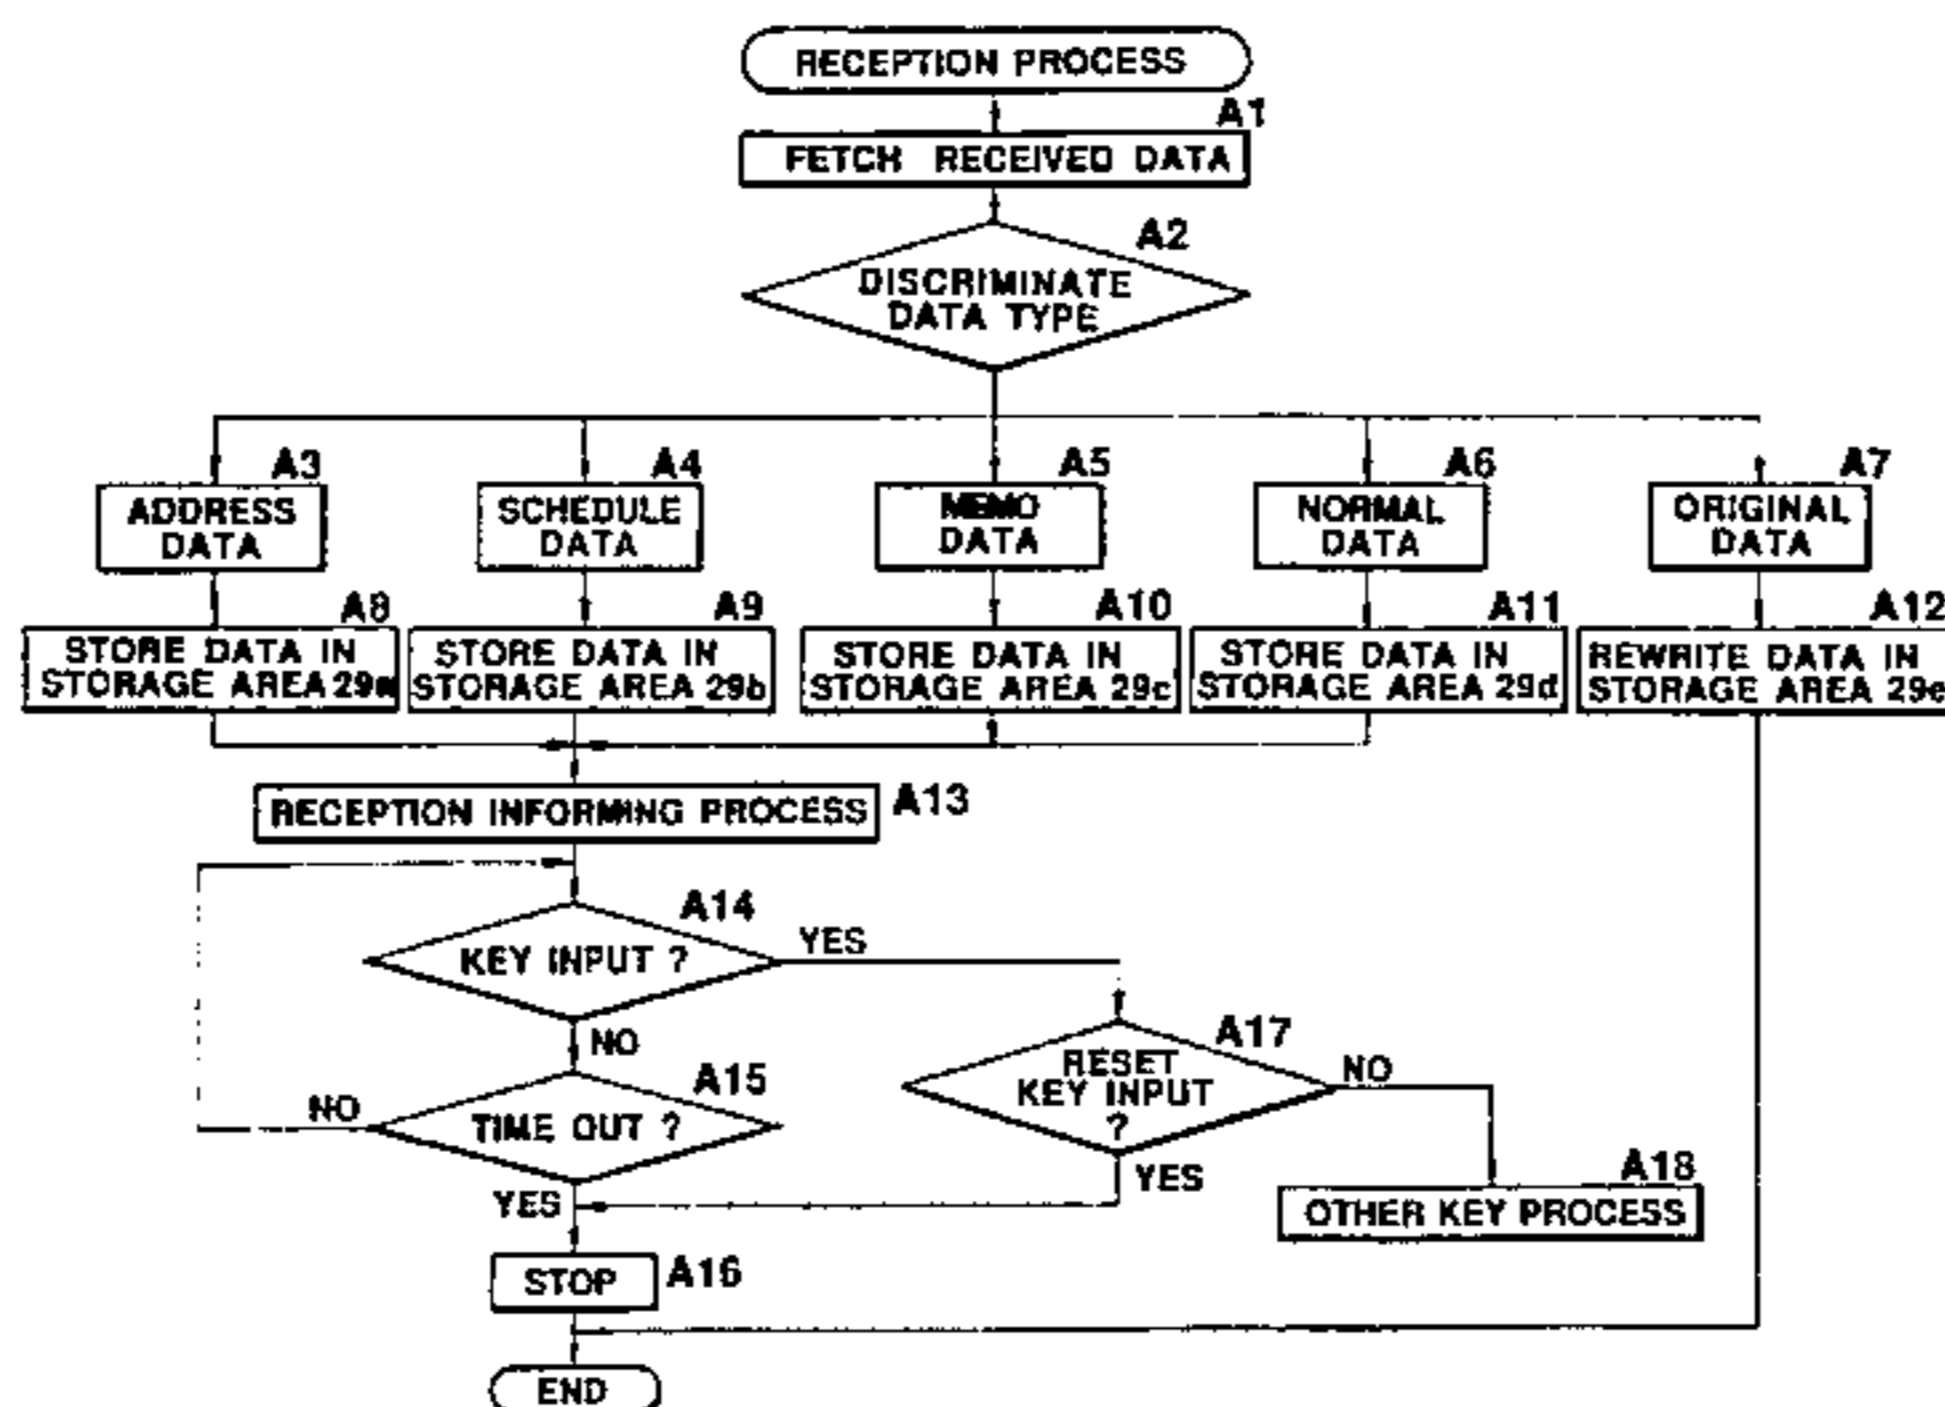 RECEPTION PROCESS
A1
FETCH RECEIVED DATA
A2
DISCRIMINATE
DATA TYPE
A3
ADDRESS
DATA
A4
SCHEDULE
DATA
A5
MEMO
DATA
A6
NORMAL
DATA
A7
ORIGINAL
DATA
A8
STORE DATA IN
STORAGE AREA 29a
A9
STORE DATA IN
STORAGE AREA 29b
A10
STORE DATA IN
STORAGE AREA 29c
A11
STORE DATA IN
STORAGE AREA 29d
A12
REWRITE DATA IN
STORAGE AREA 29e
RECEPTION INFORMING PROCESS
A13
A14
KEY INPUT ?
YES
NO
A15
TIME OUT ?
NO
YES
A17
RESET
KEY INPUT
?
NO
YES
A18
OTHER KEY PROCESS
STOP
A16
END